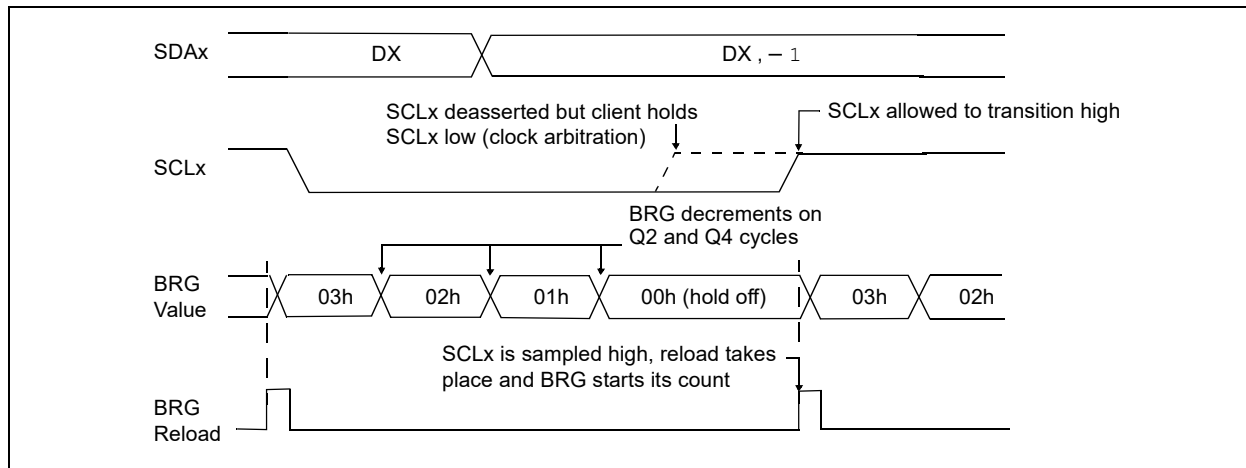 SDAx
DX
DX , – 1
SCLx deasserted but client holds
SCLx low (clock arbitration)
SCLx allowed to transition high
SCLx
BRG decrements on
Q2 and Q4 cycles
BRG
Value
03h
02h
01h
00h (hold off)
03h
02h
SCLx is sampled high, reload takes
place and BRG starts its count
BRG
Reload